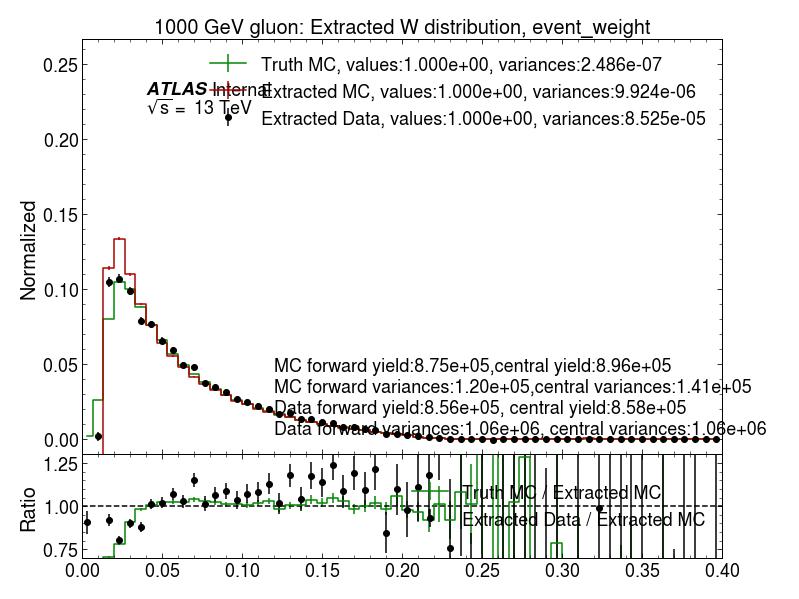 1000 GeV gluon: Extracted W distribution, event_weight
Truth MC, values:1.000e+00, variances:2.486e-07
ATLAS Internal
Extracted MC, values:1.000e+00, variances:9.924e-06
√s = 13 TeV
Extracted Data, values:1.000e+00, variances:8.525e-05
Normalized
0.25
0.20
0.15
0.10
0.05
0.00
MC forward yield:8.75e+05,central yield:8.96e+05
MC forward variances:1.20e+05,central variances:1.41e+05
Data forward yield:8.56e+05, central yield:8.58e+05
Data forward variances:1.06e+06, central variances:1.06e+06
Ratio
1.25
1.00
0.75
Truth MC / Extracted MC
Extracted Data / Extracted MC
0.00 0.05 0.10 0.15 0.20 0.25 0.30 0.35 0.40